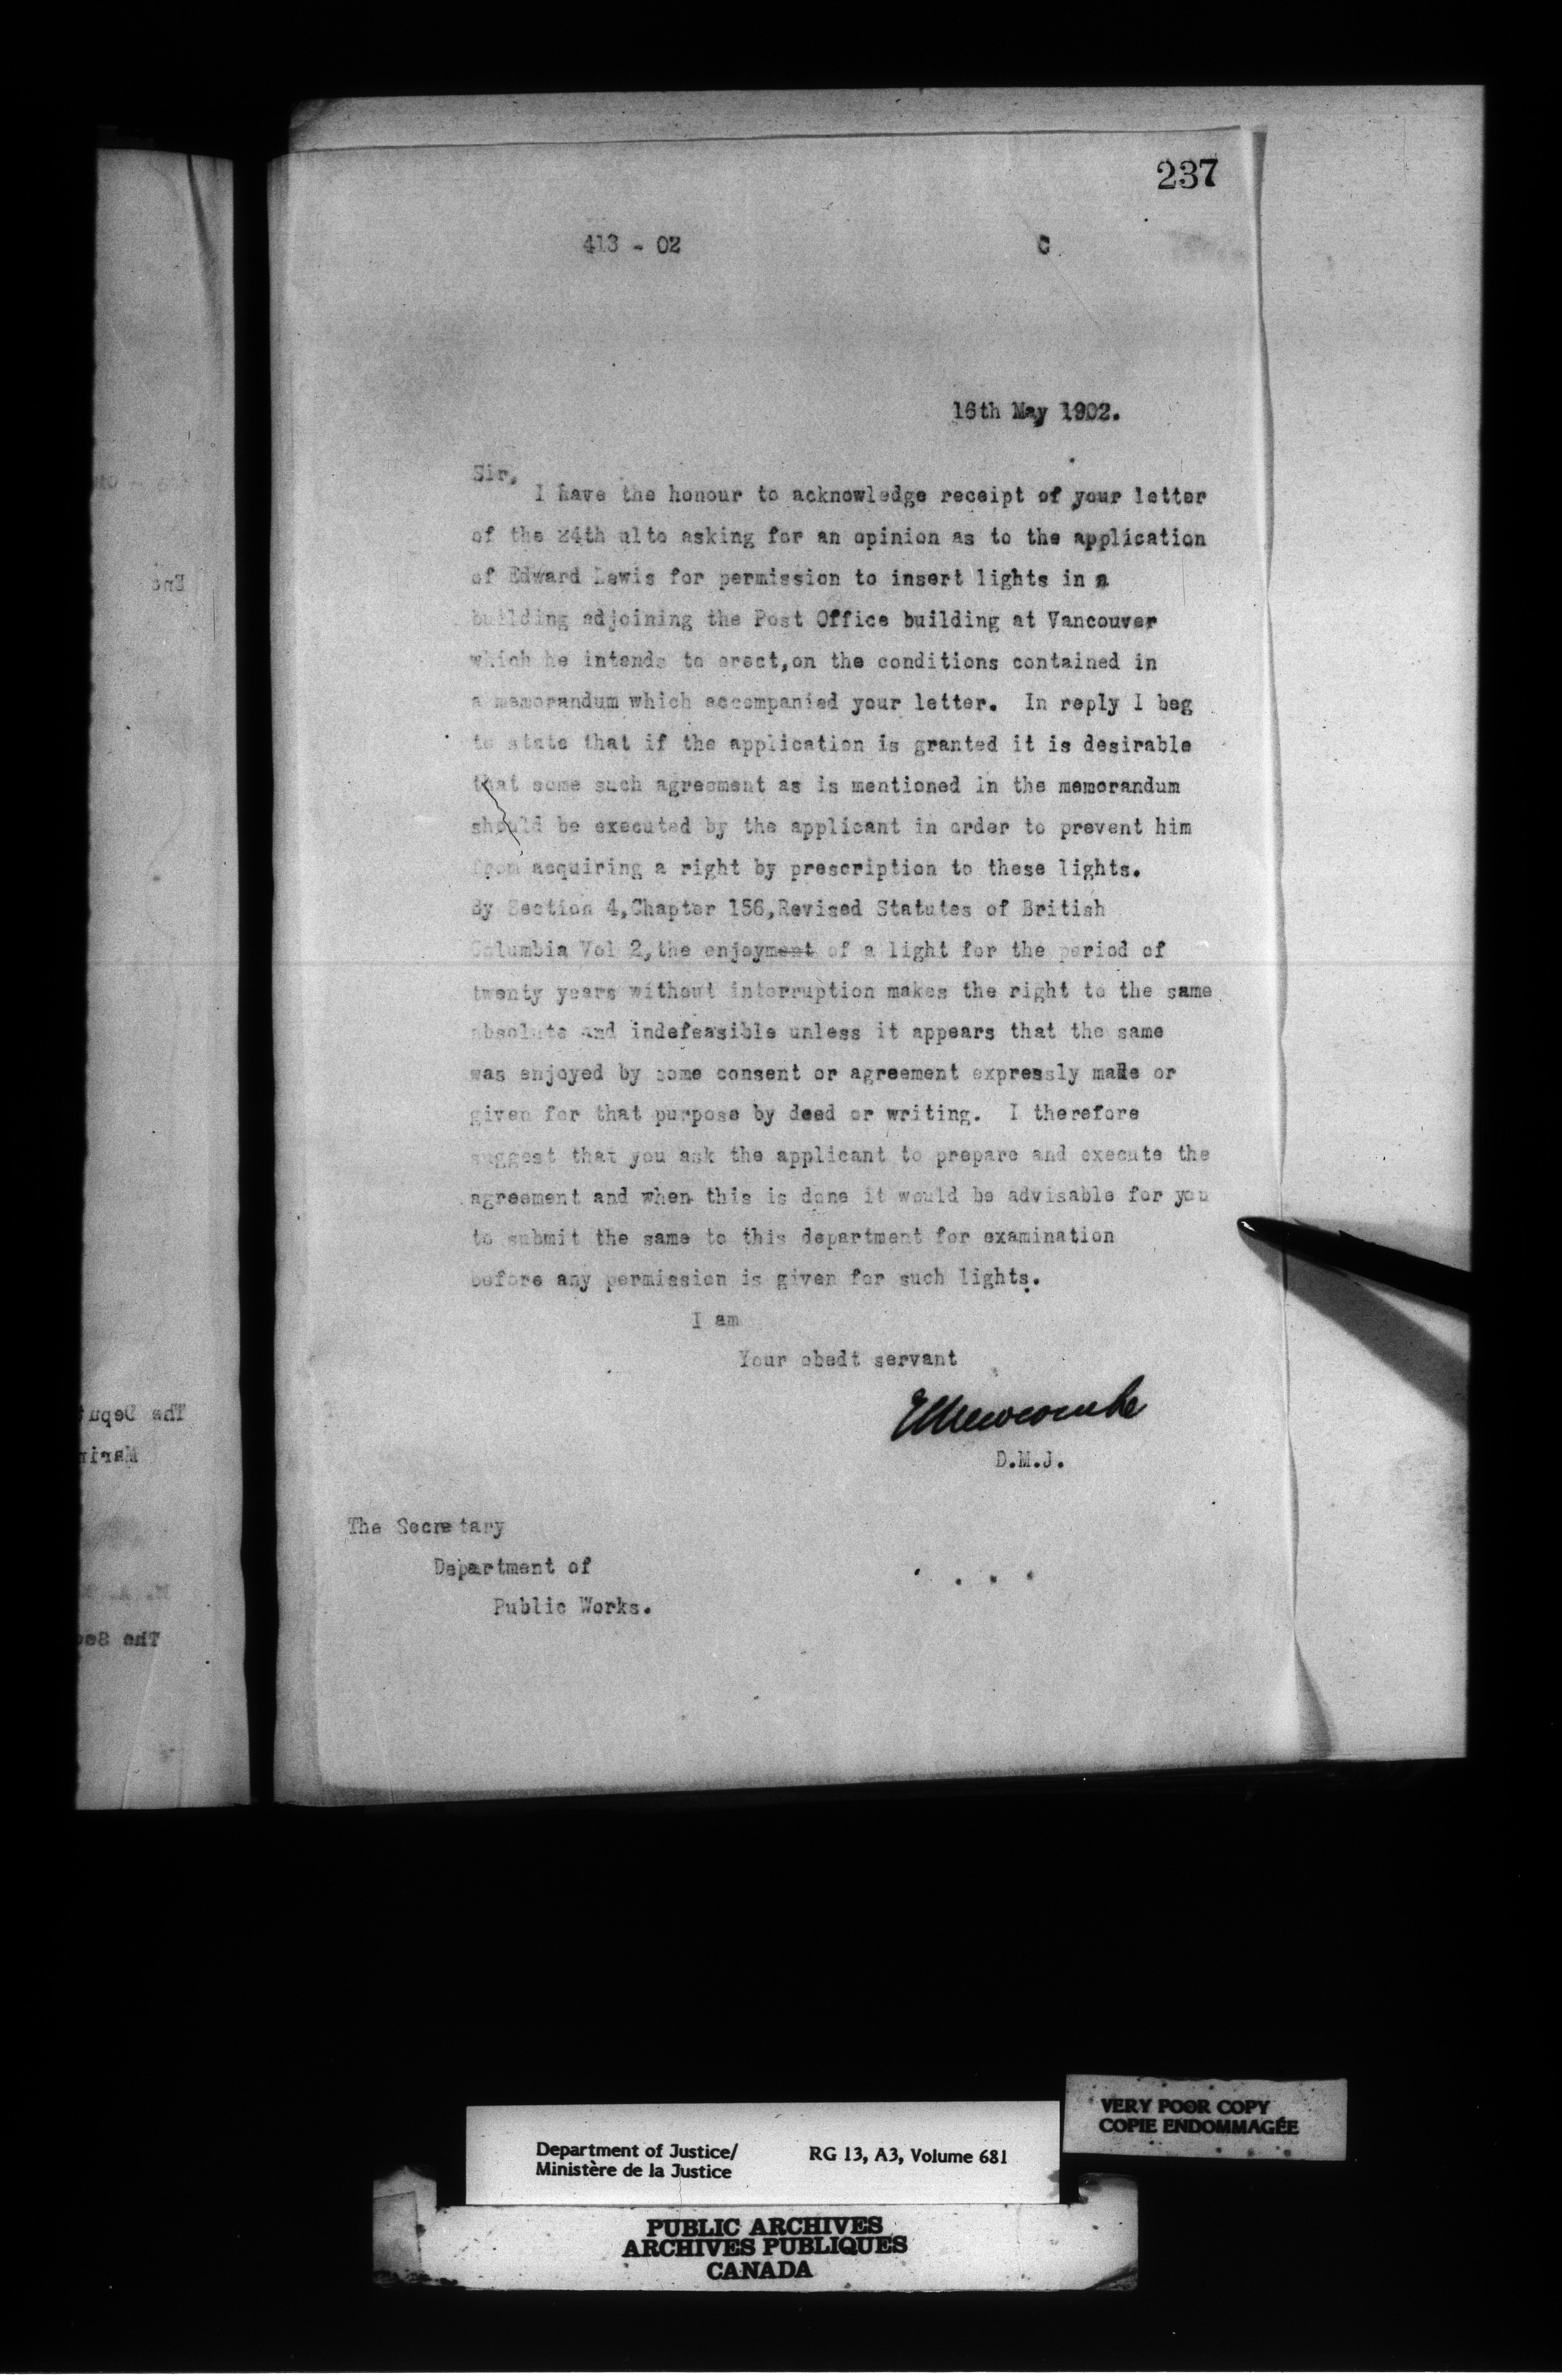 237
413 - 02 C
16th May 1902.
Sir,
I have the honour to acknowledge receipt of your letter
of the 24th ulto asking for an opinion as to the application
of Edward Lewis for permission to insert lights in a
building adjoining the Post Office building at Vancouver
which he intends to erect,on the conditions contained in
a memorandum which accompanied your letter. In reply I beg
to state that if the application is granted it is desirable
that some such agreement as is mentioned in the memorandum
should be executed by the applicant in order to prevent him
from acquiring a right by prescription to these lights.
By Section 4,Chapter 156,Revised Statutes of British
Columbia Vol 2,the enjoyment of a light for the period of
twenty years without interruption makes the right to the same
absolute and indefeasible unless it appears that the same
was enjoyed by some consent or agreement expressly made or
given for that purpose by deed or writing. I therefore
suggest that you ask the applicant to prepare and execute the
agreement and when this is done it would be advisable for you
to submit the same to this department for examination
before any permission is given for such lights.
I am
Your obedt servant
E L Newcombe
D.M.J.
The Secretary
Department of
Public Works.
Enc
The Deput
Marin
The Sec
VERY POOR COPY
COPIE ENDOMMAGÉE
Department of Justice/ RG 13, A3, Volume 681
Ministère de la Justice
PUBLIC ARCHIVES
ARCHIVES PUBLIQUES
CANADA